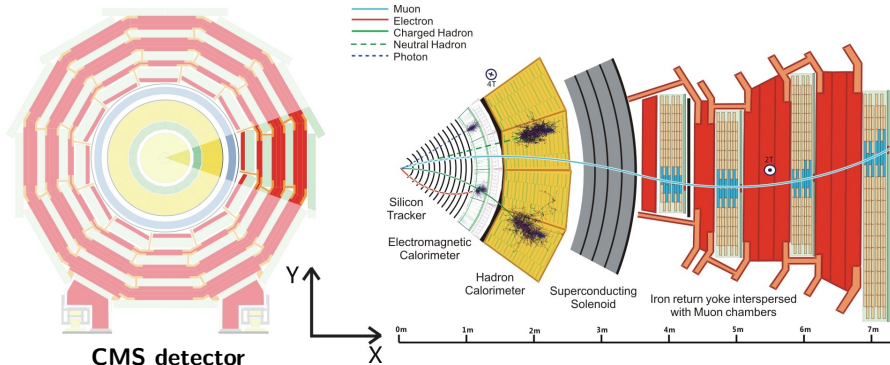 Muon
Electron
Charged Hadron
Neutral Hadron
Photon
4T
2T
Silicon
Tracker
Electromagnetic
Calorimeter
Hadron
Calorimeter
Superconducting
Solenoid
Iron return yoke interspersed
with Muon chambers
Y
X
0m 1m 2m 3m 4m 5m 6m 7m
CMS detector